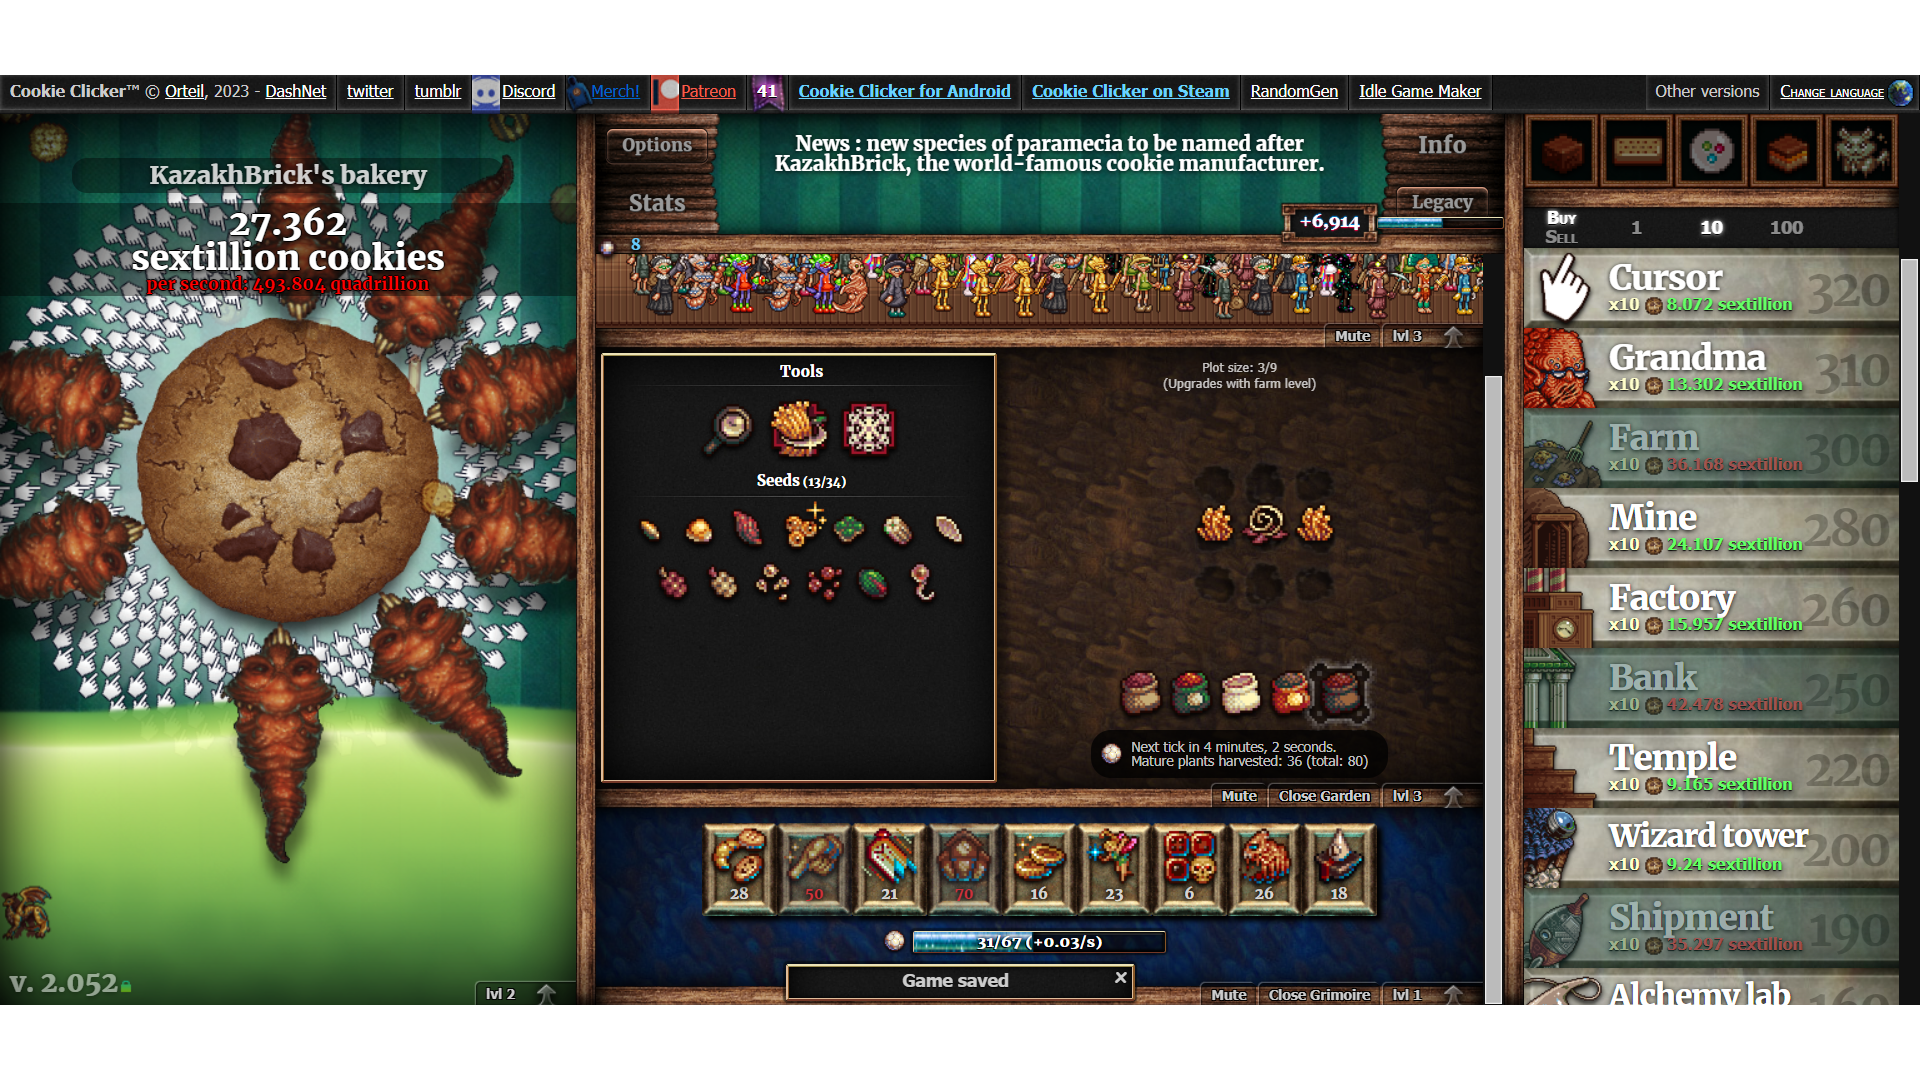 Cookie Clicker™ © Orteil, 2023 - DashNet
twitter
tumblr
Discord
Merch!
Patreon
41
Cookie Clicker for Android
Cookie Clicker on Steam
RandomGen
Idle Game Maker
Other versions
Change language
KazakhBrick's bakery
27.362
sextillion cookies
per second: 493.804 quadrillion
v. 2.052
lvl 2
Options
Stats
News : new species of paramecia to be named after
KazakhBrick, the world-famous cookie manufacturer.
Info
Legacy
+6,914
8
Mute
lvl 3
Tools
Seeds (13/34)
Plot size: 3/9
(Upgrades with farm level)
Next tick in 4 minutes, 2 seconds.
Mature plants harvested: 36 (total: 80)
Mute
Close Garden
lvl 3
28
50
21
70
16
23
6
26
18
31/67 (+0.03/s)
Game saved
Mute
Close Grimoire
lvl 1
Buy
Sell
1
10
100
Cursor
x10 8.072 sextillion
320
Grandma
x10 13.302 sextillion
310
Farm
x10 36.168 sextillion
300
Mine
x10 24.107 sextillion
280
Factory
x10 15.957 sextillion
260
Bank
x10 42.478 sextillion
250
Temple
x10 9.165 sextillion
220
Wizard tower
x10 9.24 sextillion
200
Shipment
x10 35.297 sextillion
190
Alchemy lab
160